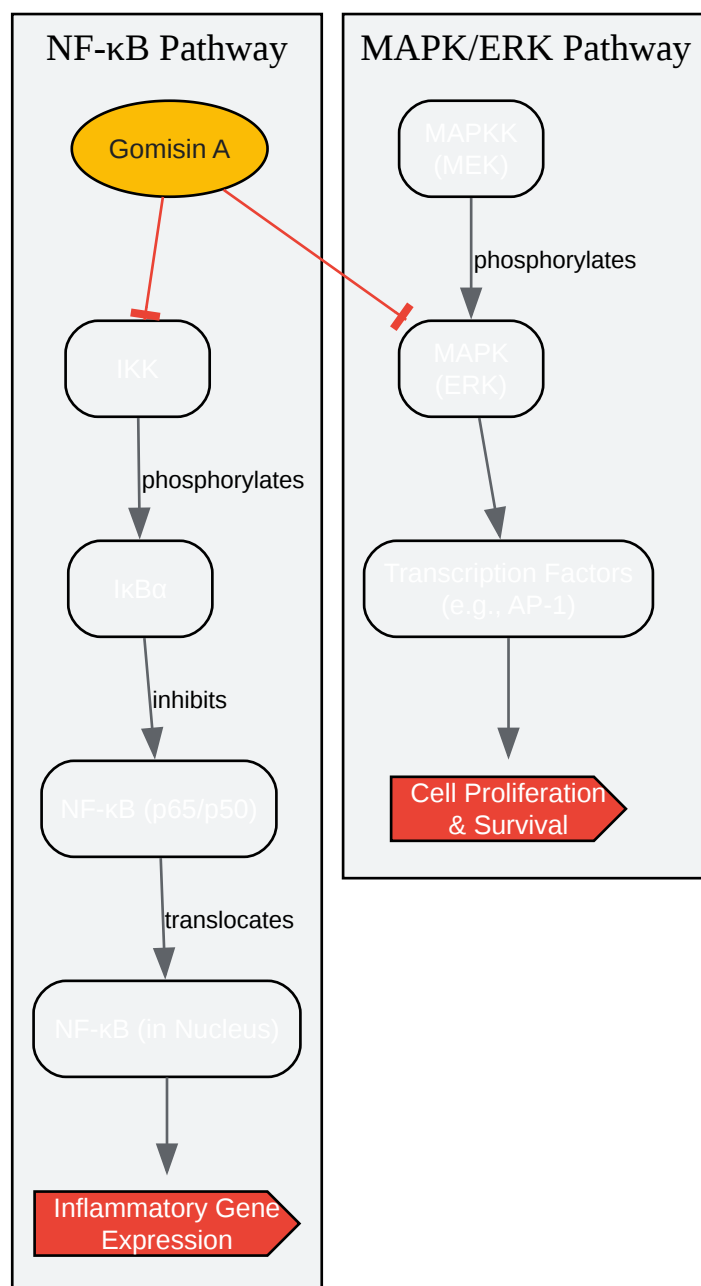 NF-κB Pathway
Gomisin A
IKK
phosphorylates
IκBα
inhibits
NF-κB (p65/p50)
translocates
NF-κB (in Nucleus)
Inflammatory Gene
Expression
MAPK/ERK Pathway
MAPKK
(MEK)
phosphorylates
MAPK
(ERK)
Transcription Factors
(e.g., AP-1)
Cell Proliferation
& Survival